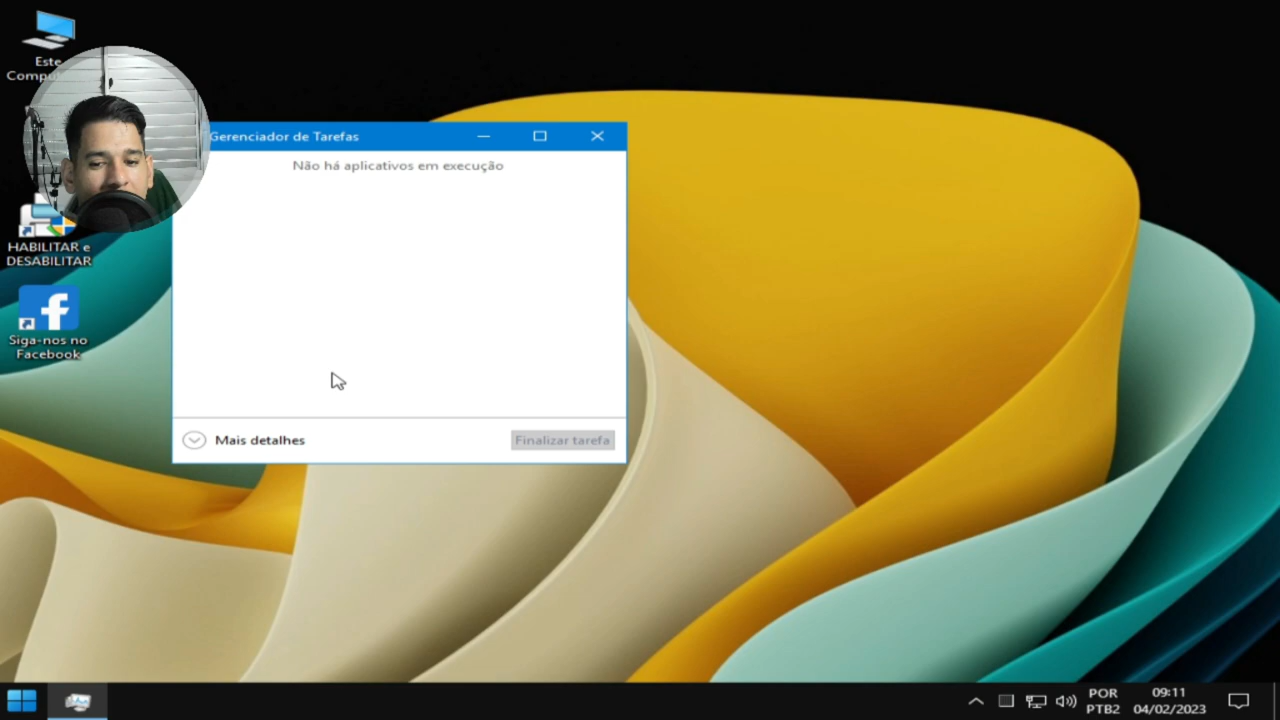 Este
Gerenciador de Tarefas
Não há aplicativos em execução
HABILITAR e
DESABILITAR
Siga-nos no
Facebook
Mais detalhes
Finalizar tarefa
POR
PTB2
09:11
04/02/2023